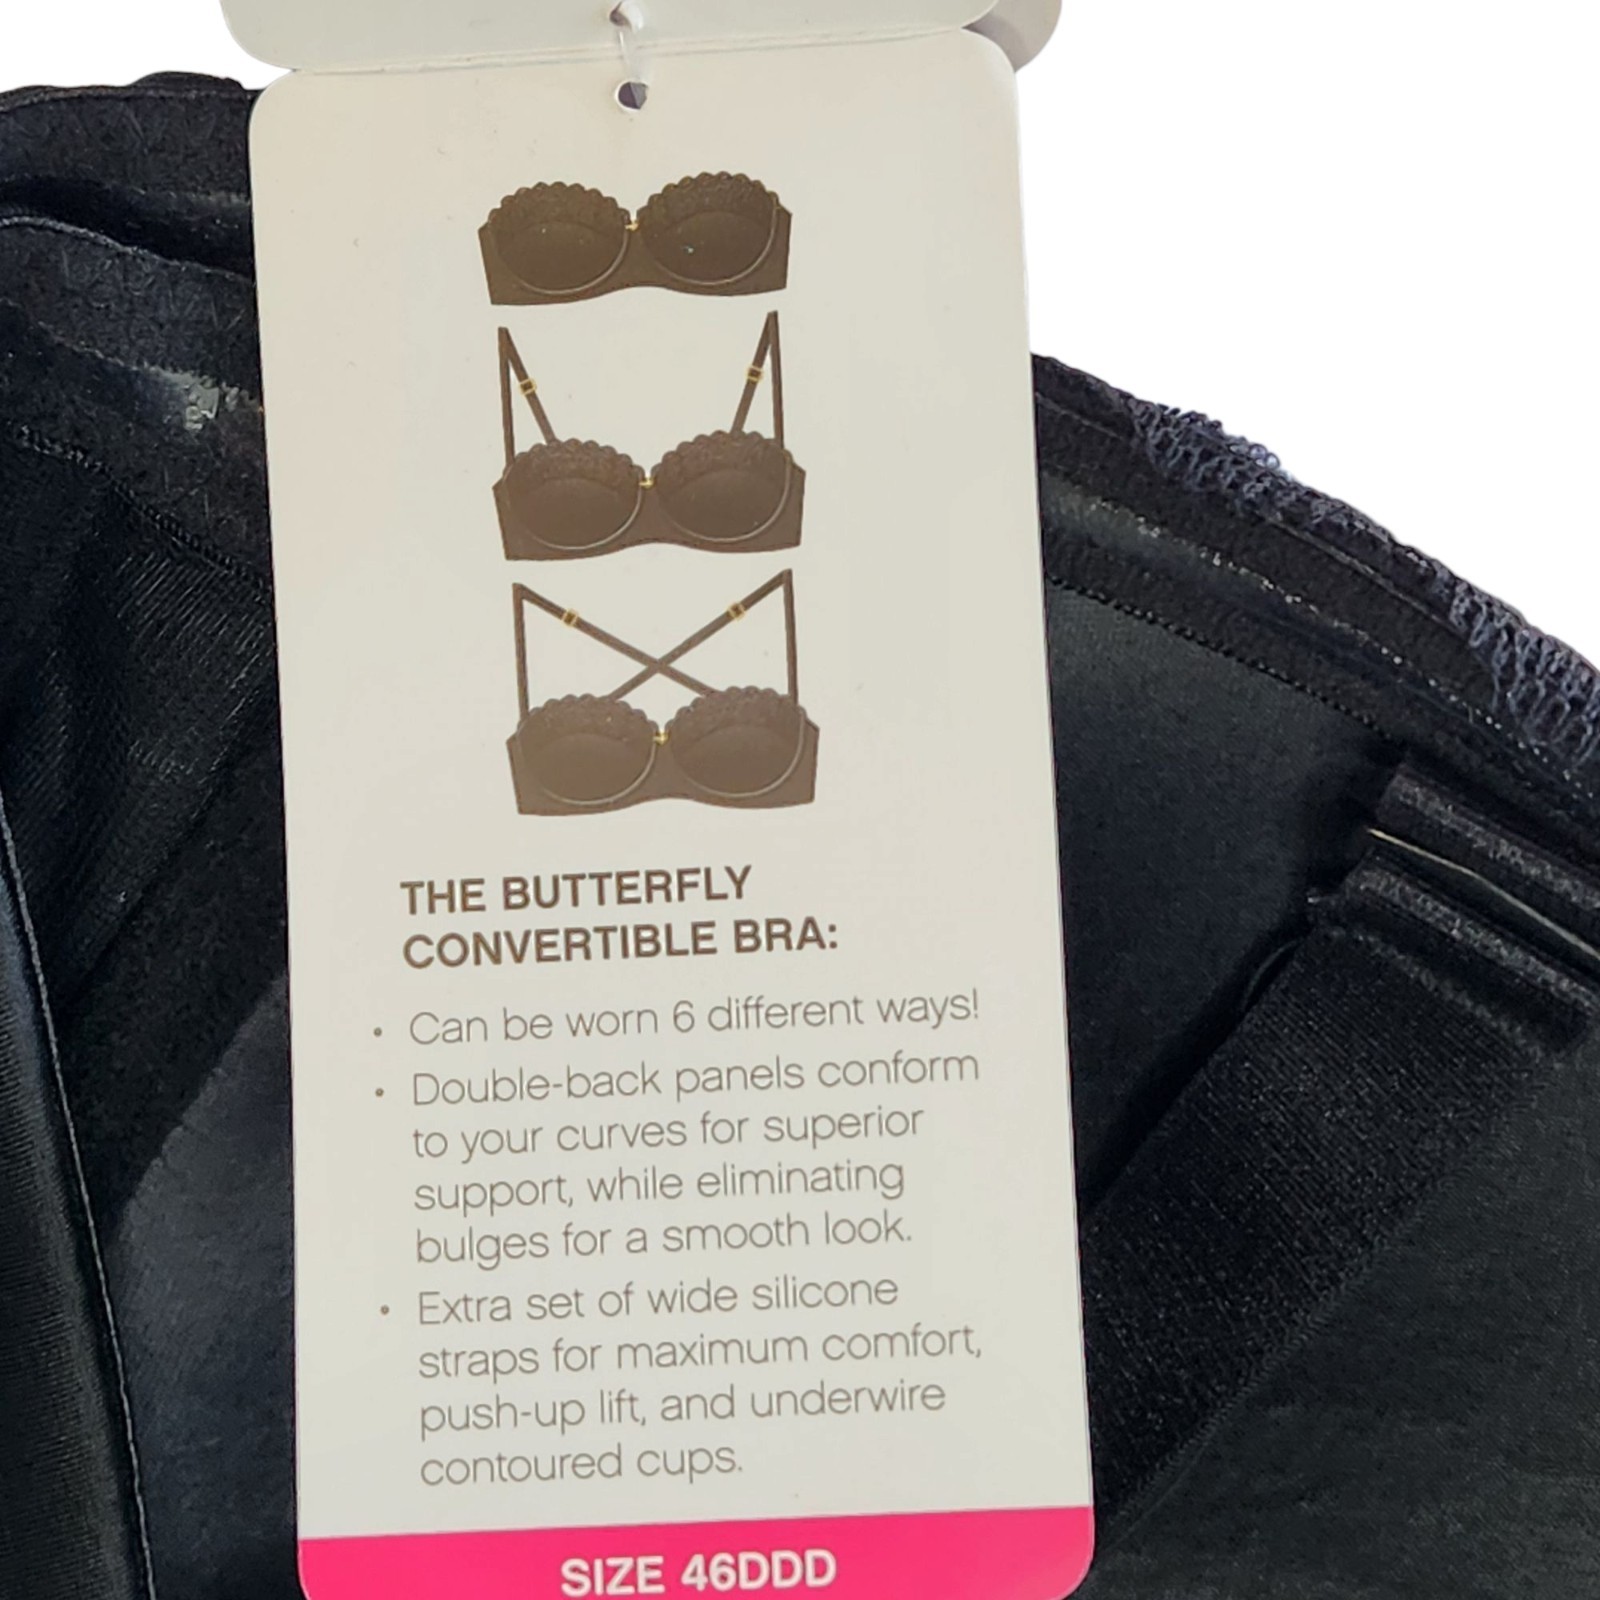 THE BUTTERFLY
CONVERTIBLE BRA:
• Can be worn 6 different ways!
• Double-back panels conform
to your curves for superior
support, while eliminating
bulges for a smooth look.
• Extra set of wide silicone
straps for maximum comfort,
push-up lift, and underwire
contoured cups.
SIZE 46DDD